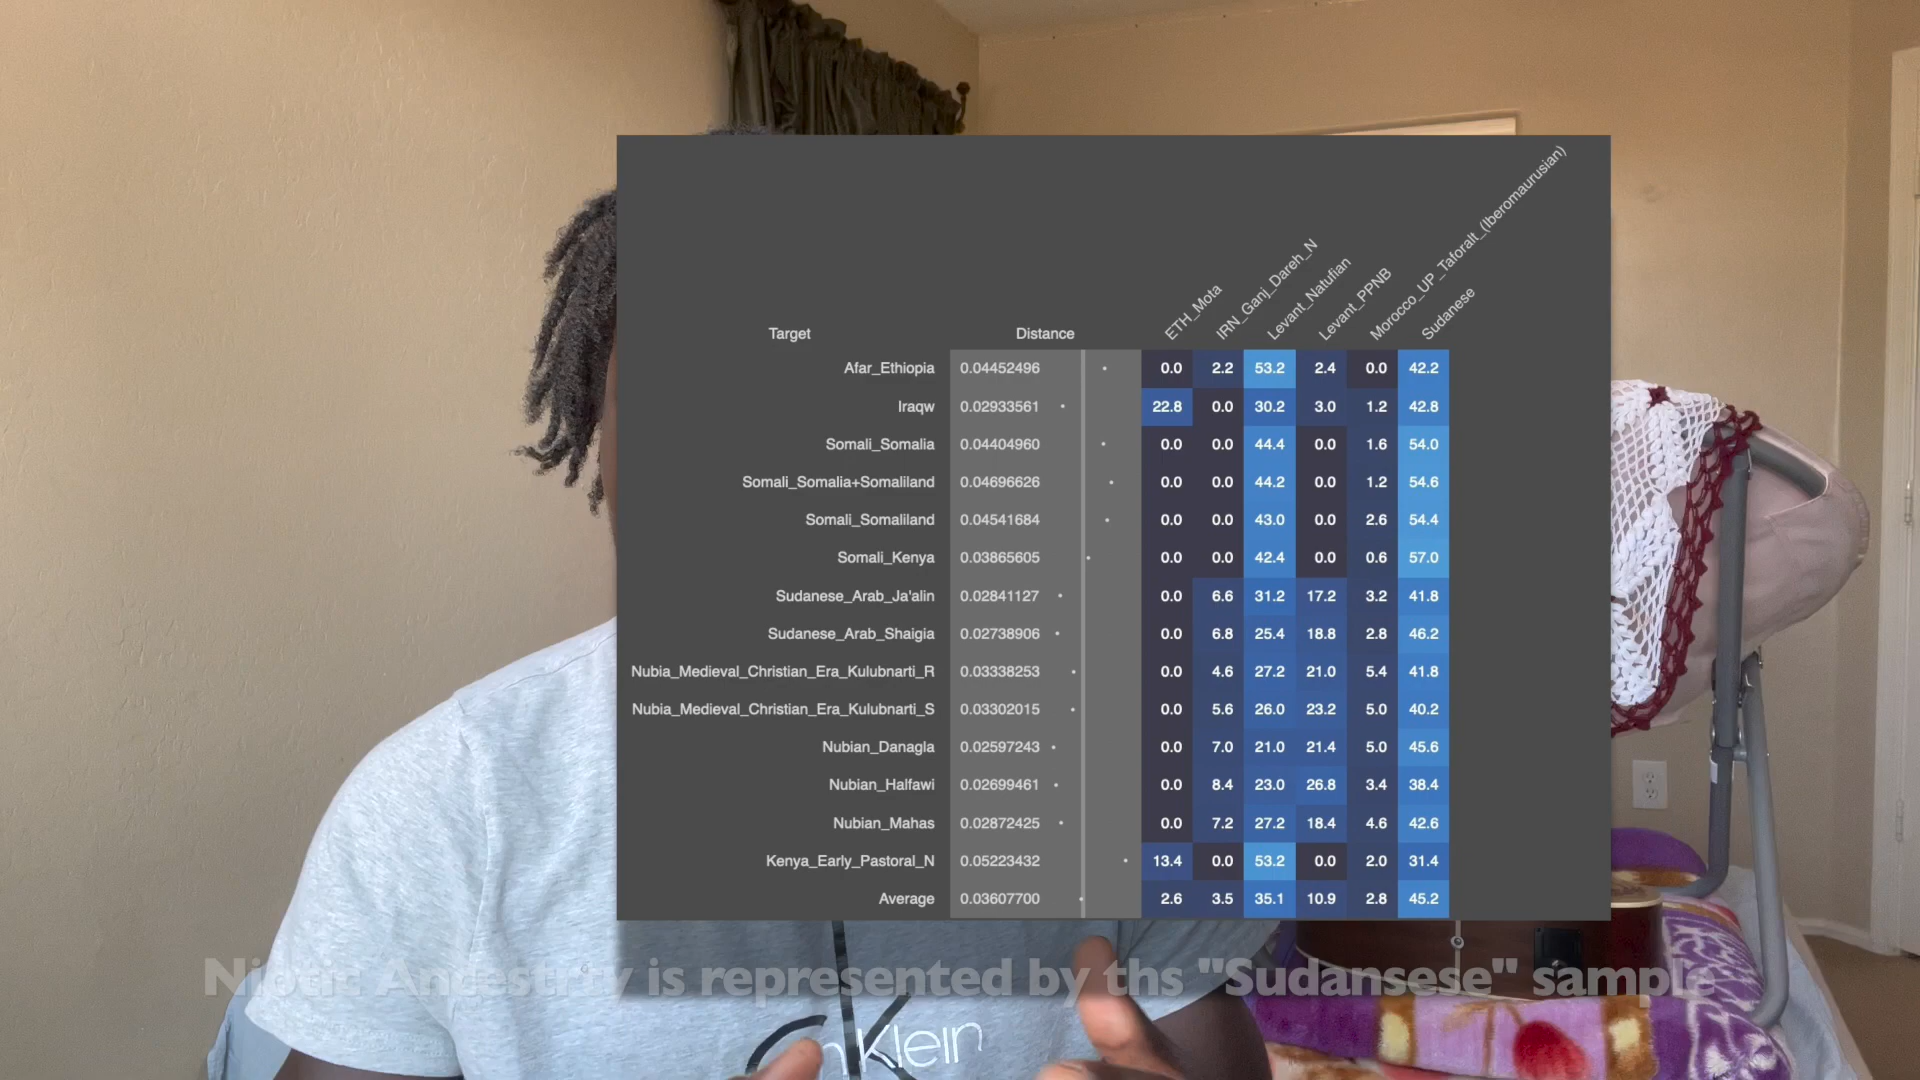 Target Distance ETH_Mota IRN_Ganj_Dareh_N Levant_Natufian Levant_PPNB Morocco_UP_Taforalt_(Iberomaurusian) Sudanese
Afar_Ethiopia 0.04452496 0.0 2.2 53.2 2.4 0.0 42.2
Iraqw 0.02933561 22.8 0.0 30.2 3.0 1.2 42.8
Somali_Somalia 0.04404960 0.0 0.0 44.4 0.0 1.6 54.0
Somali_Somalia+Somaliland 0.04696626 0.0 0.0 44.2 0.0 1.2 54.6
Somali_Somaliland 0.04541684 0.0 0.0 43.0 0.0 2.6 54.4
Somali_Kenya 0.03865605 0.0 0.0 42.4 0.0 0.6 57.0
Sudanese_Arab_Ja'alin 0.02841127 0.0 6.6 31.2 17.2 3.2 41.8
Sudanese_Arab_Shaigia 0.02738906 0.0 6.8 25.4 18.8 2.8 46.2
Nubia_Medieval_Christian_Era_Kulubnarti_R 0.03338253 0.0 4.6 27.2 21.0 5.4 41.8
Nubia_Medieval_Christian_Era_Kulubnarti_S 0.03302015 0.0 5.6 26.0 23.2 5.0 40.2
Nubian_Danagla 0.02597243 0.0 7.0 21.0 21.4 5.0 45.6
Nubian_Halfawi 0.02699461 0.0 8.4 23.0 26.8 3.4 38.4
Nubian_Mahas 0.02872425 0.0 7.2 27.2 18.4 4.6 42.6
Kenya_Early_Pastoral_N 0.05223432 13.4 0.0 53.2 0.0 2.0 31.4
Average 0.03607700 2.6 3.5 35.1 10.9 2.8 45.2
Niotic Ancestrty is represented by ths "Sudansese" sample
Klein